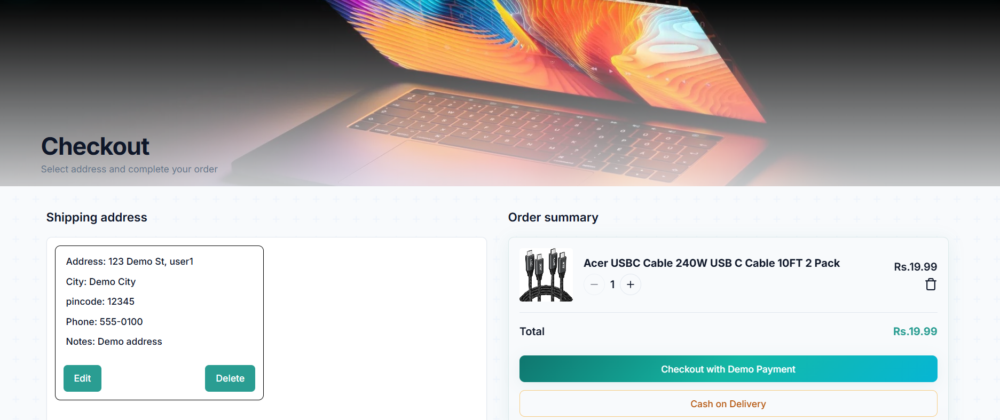 Checkout
Select address and complete your order
Shipping address
Address: 123 Demo St, user1
City: Demo City
pincode: 12345
Phone: 555-0100
Notes: Demo address
Edit
Delete
Order summary
Acer USBC Cable 240W USB C Cable 10FT 2 Pack
Rs.19.99
1
Total
Rs.19.99
Checkout with Demo Payment
Cash on Delivery